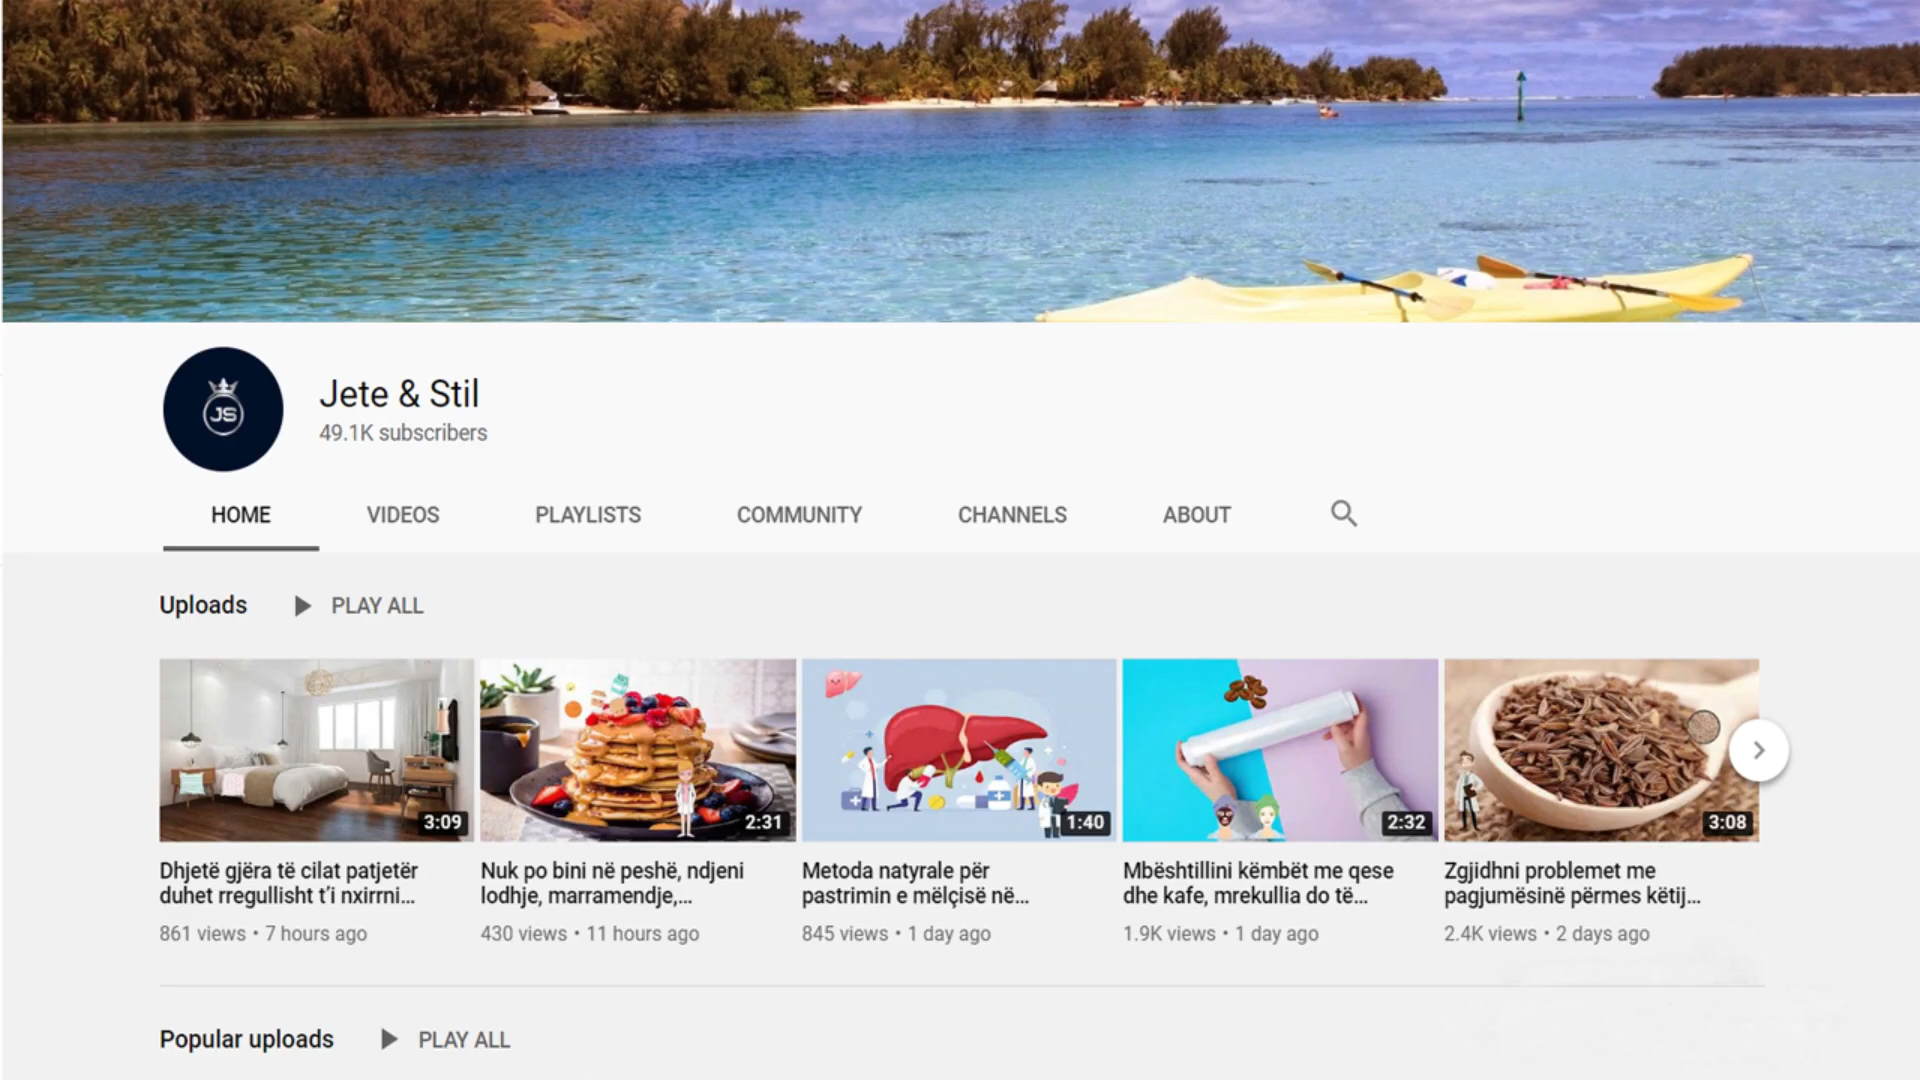 JS
Jete & Stil
49.1K subscribers
HOME VIDEOS PLAYLISTS COMMUNITY CHANNELS ABOUT
Uploads PLAY ALL
3:09 2:31 1:40 2:32 3:08
Dhjetë gjëra të cilat patjetër
duhet rregullisht t'i nxirrni...
861 views • 7 hours ago
Nuk po bini në peshë, ndjeni
lodhje, marramendje,...
430 views • 11 hours ago
Metoda natyrale për
pastrimin e mëlçisë në...
845 views • 1 day ago
Mbështillini këmbët me qese
dhe kafe, mrekullia do të...
1.9K views • 1 day ago
Zgjidhni problemet me
pagjumësinë përmes këtij...
2.4K views • 2 days ago
Popular uploads PLAY ALL